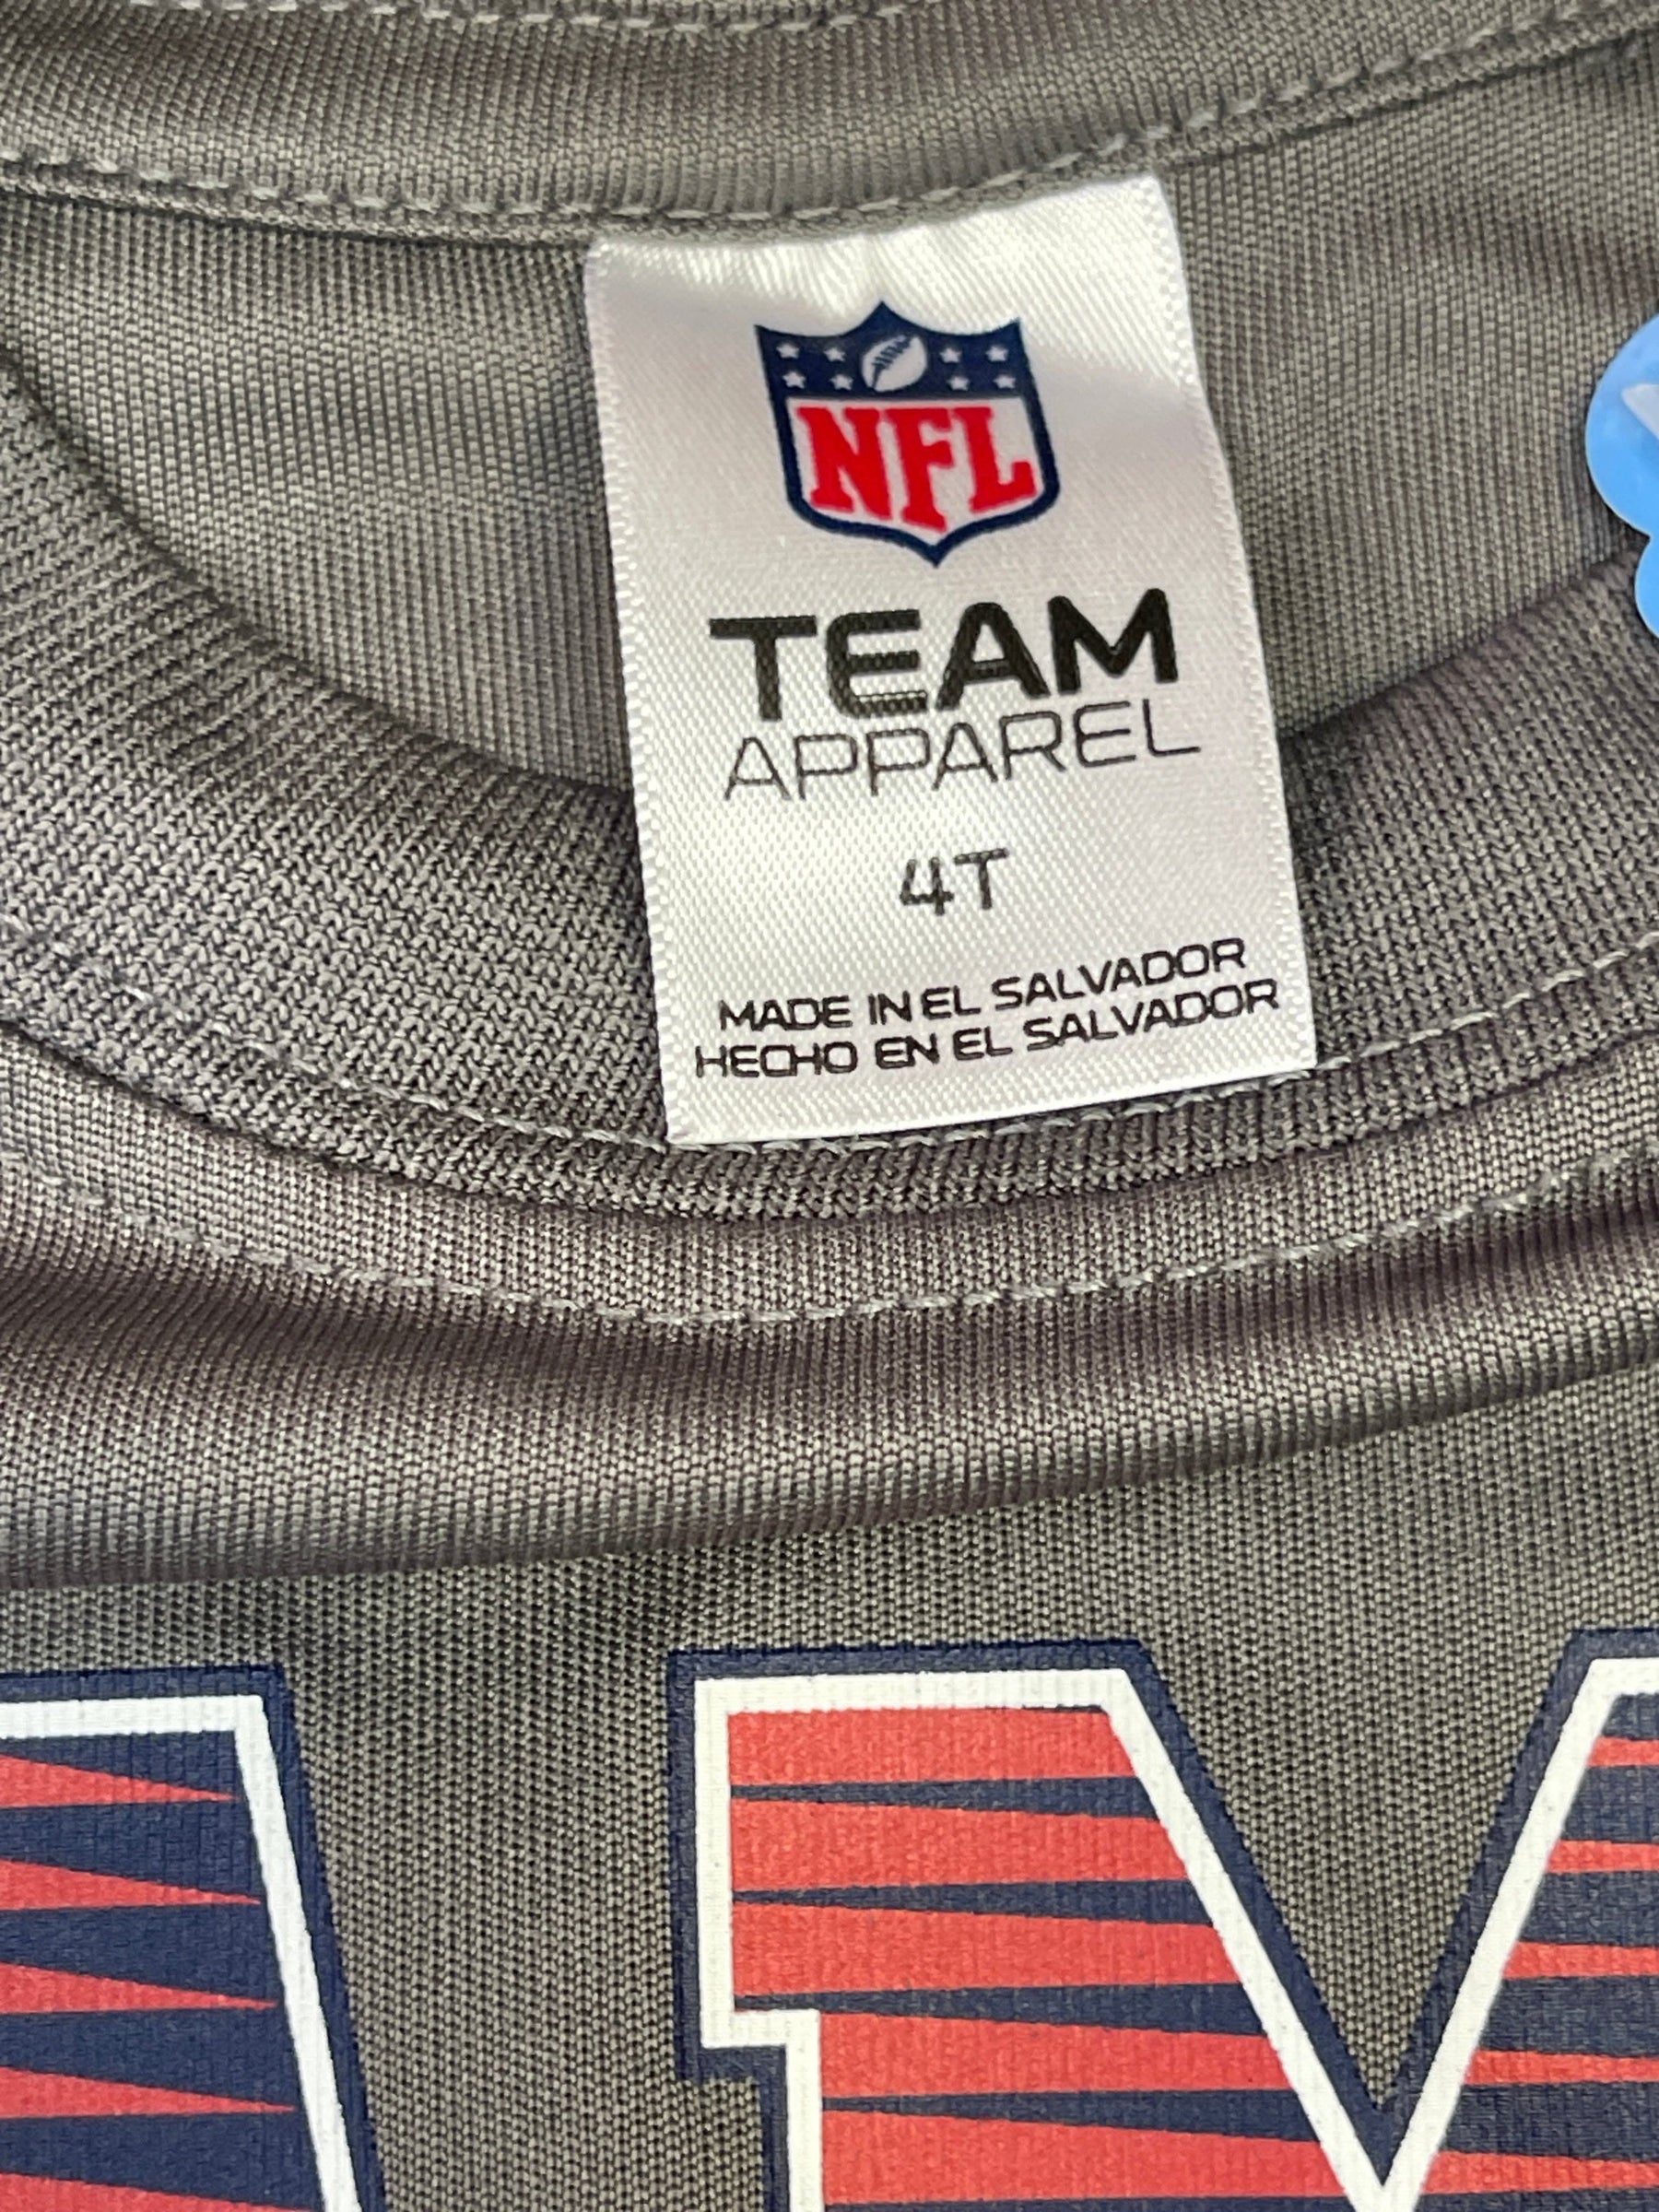 NFL
TEAM
APPAREL
4T
MADE IN EL SALVADOR
HECHO EN EL SALVADOR